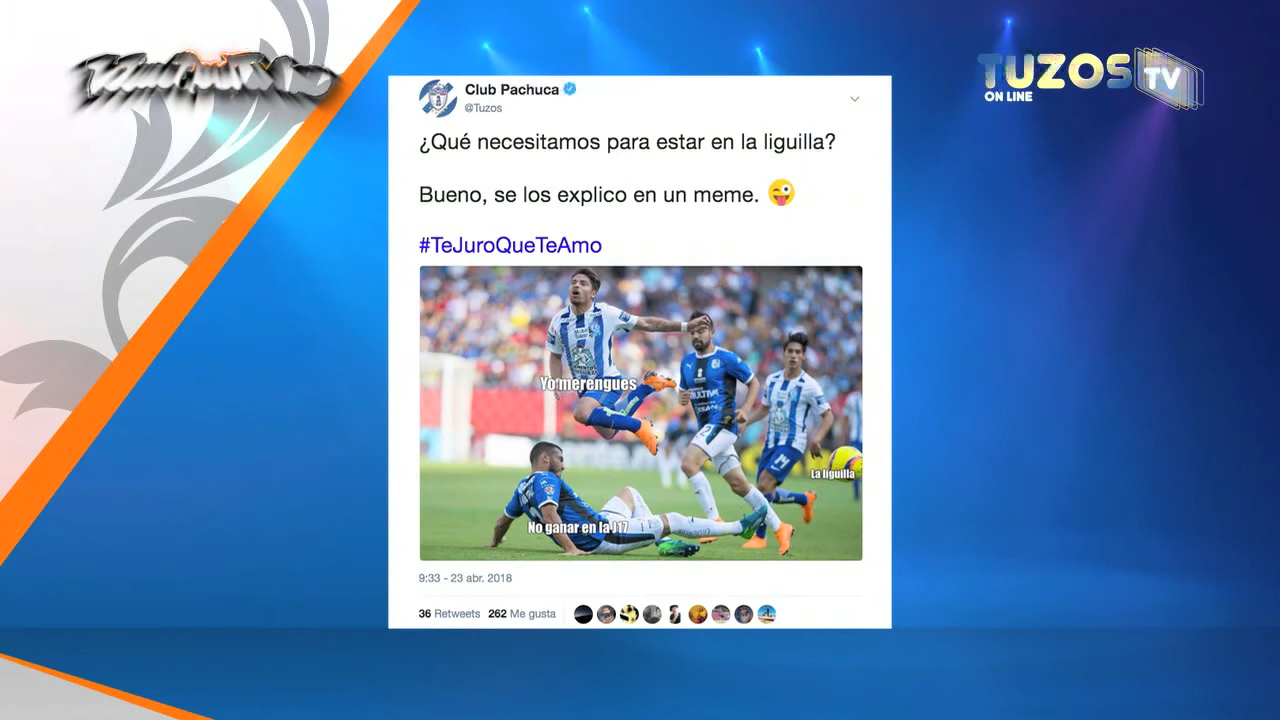 TUZOS TV
ON LINE
Club Pachuca
@Tuzos
¿Qué necesitamos para estar en la liguilla?
Bueno, se los explico en un meme.
#TeJuroQueTeAmo
Yo merengues
La liguilla
No ganar en la J17
14
9:33 - 23 abr. 2018
36 Retweets 262 Me gusta